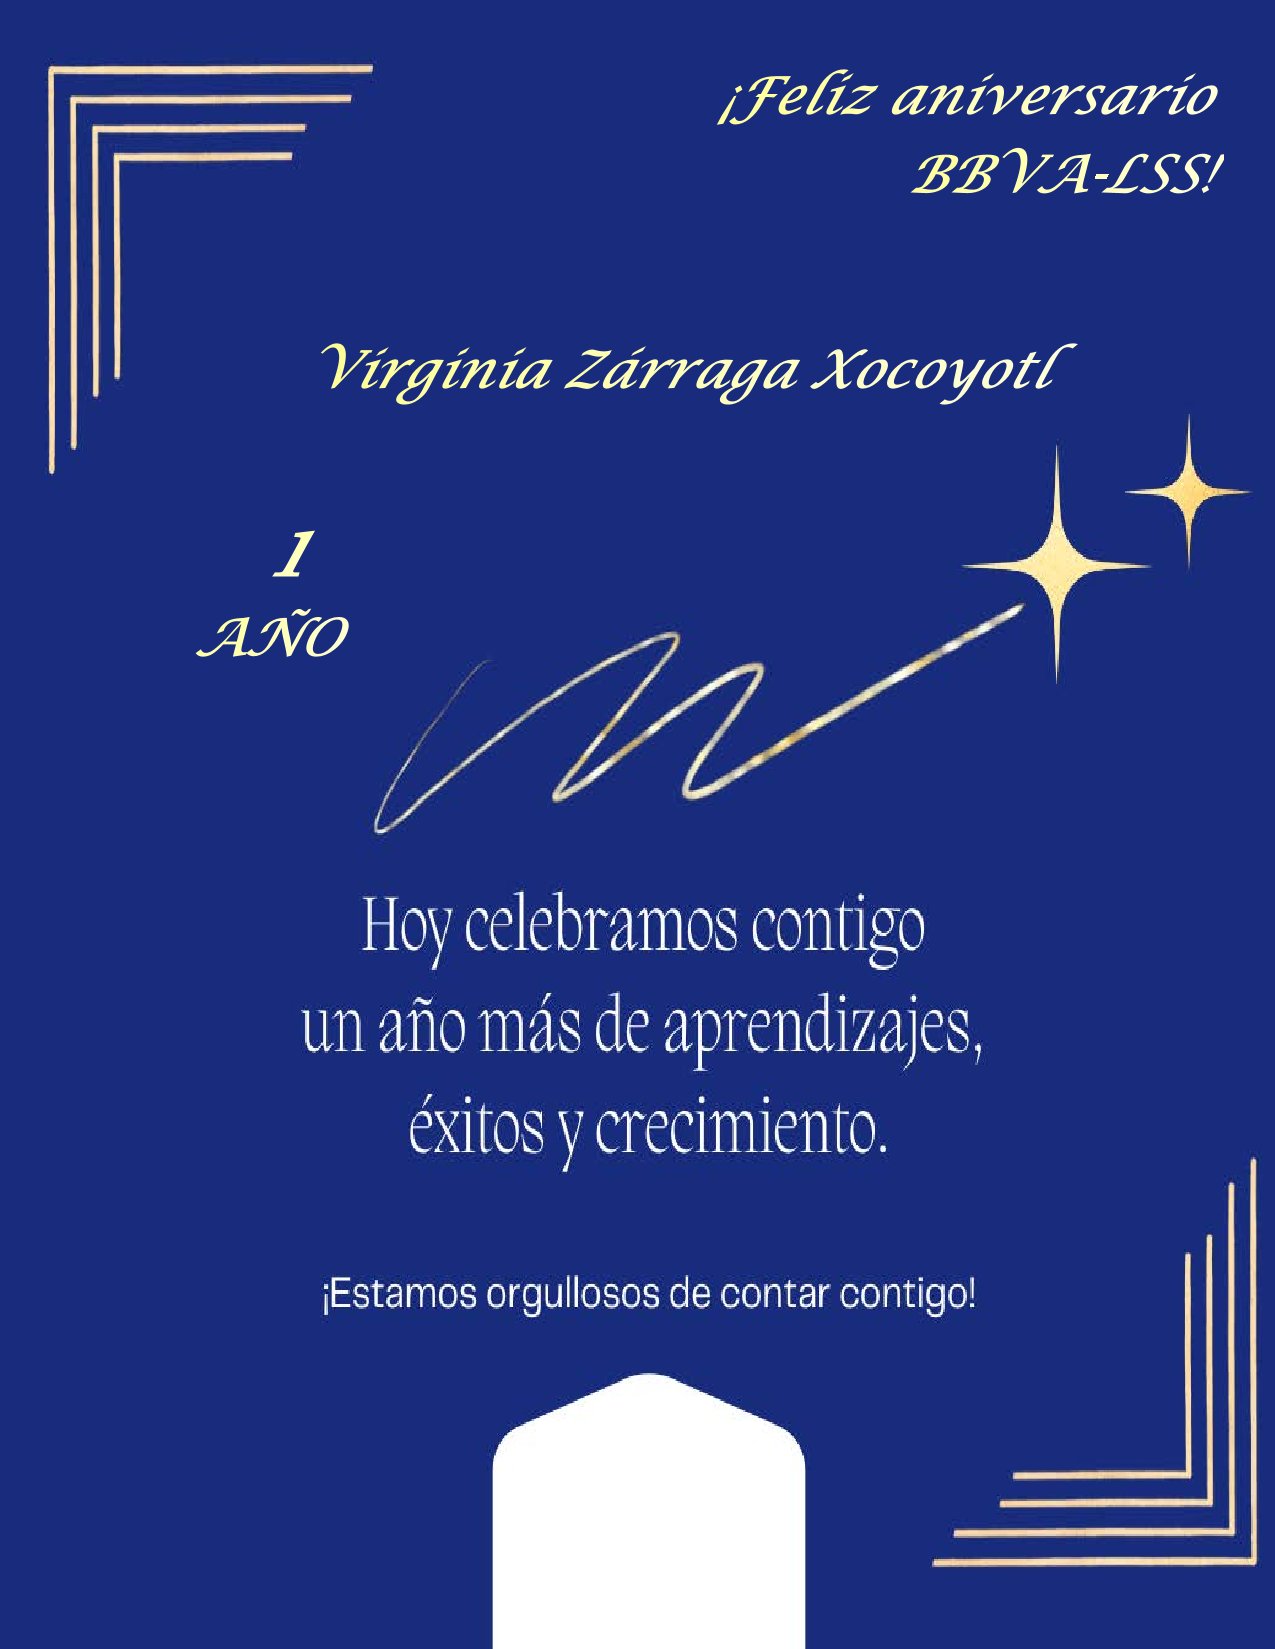 ¡Feliz aniversario
BBVA-LSS!
Virginia Zárraga Xocoyotl
1
AÑO
Hoy celebramos contigo
un año más de aprendizajes,
éxitos y crecimiento.
¡Estamos orgullosos de contar contigo!